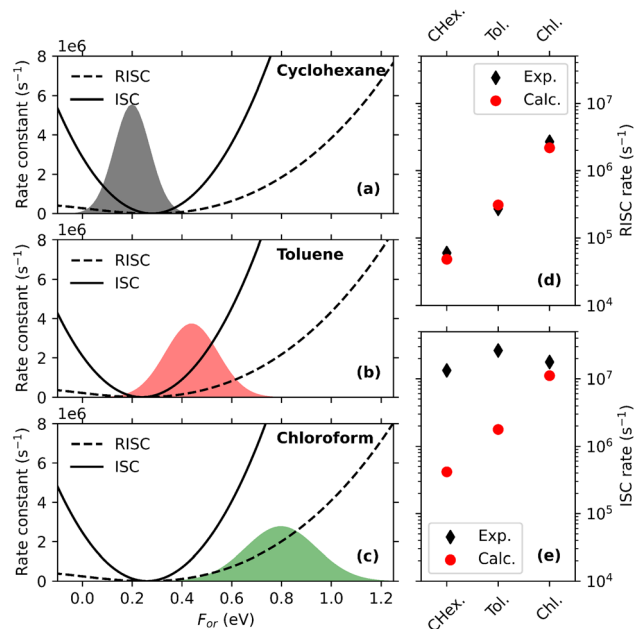 1e6
8
6
4
2
0
Rate constant (s⁻¹)
RISC
ISC
Cyclohexane
(a)
1e6
8
6
4
2
0
Rate constant (s⁻¹)
RISC
ISC
Toluene
(b)
1e6
8
6
4
2
0
Rate constant (s⁻¹)
RISC
ISC
Chloroform
(c)
0.0 0.2 0.4 0.6 0.8 1.0 1.2
F_or (eV)
CHex. Tol. Chl.
Exp.
Calc.
(d)
10⁷
10⁶
10⁵
10⁴
RISC rate (s⁻¹)
Exp.
Calc.
(e)
10⁷
10⁶
10⁵
10⁴
ISC rate (s⁻¹)
CHex. Tol. Chl.